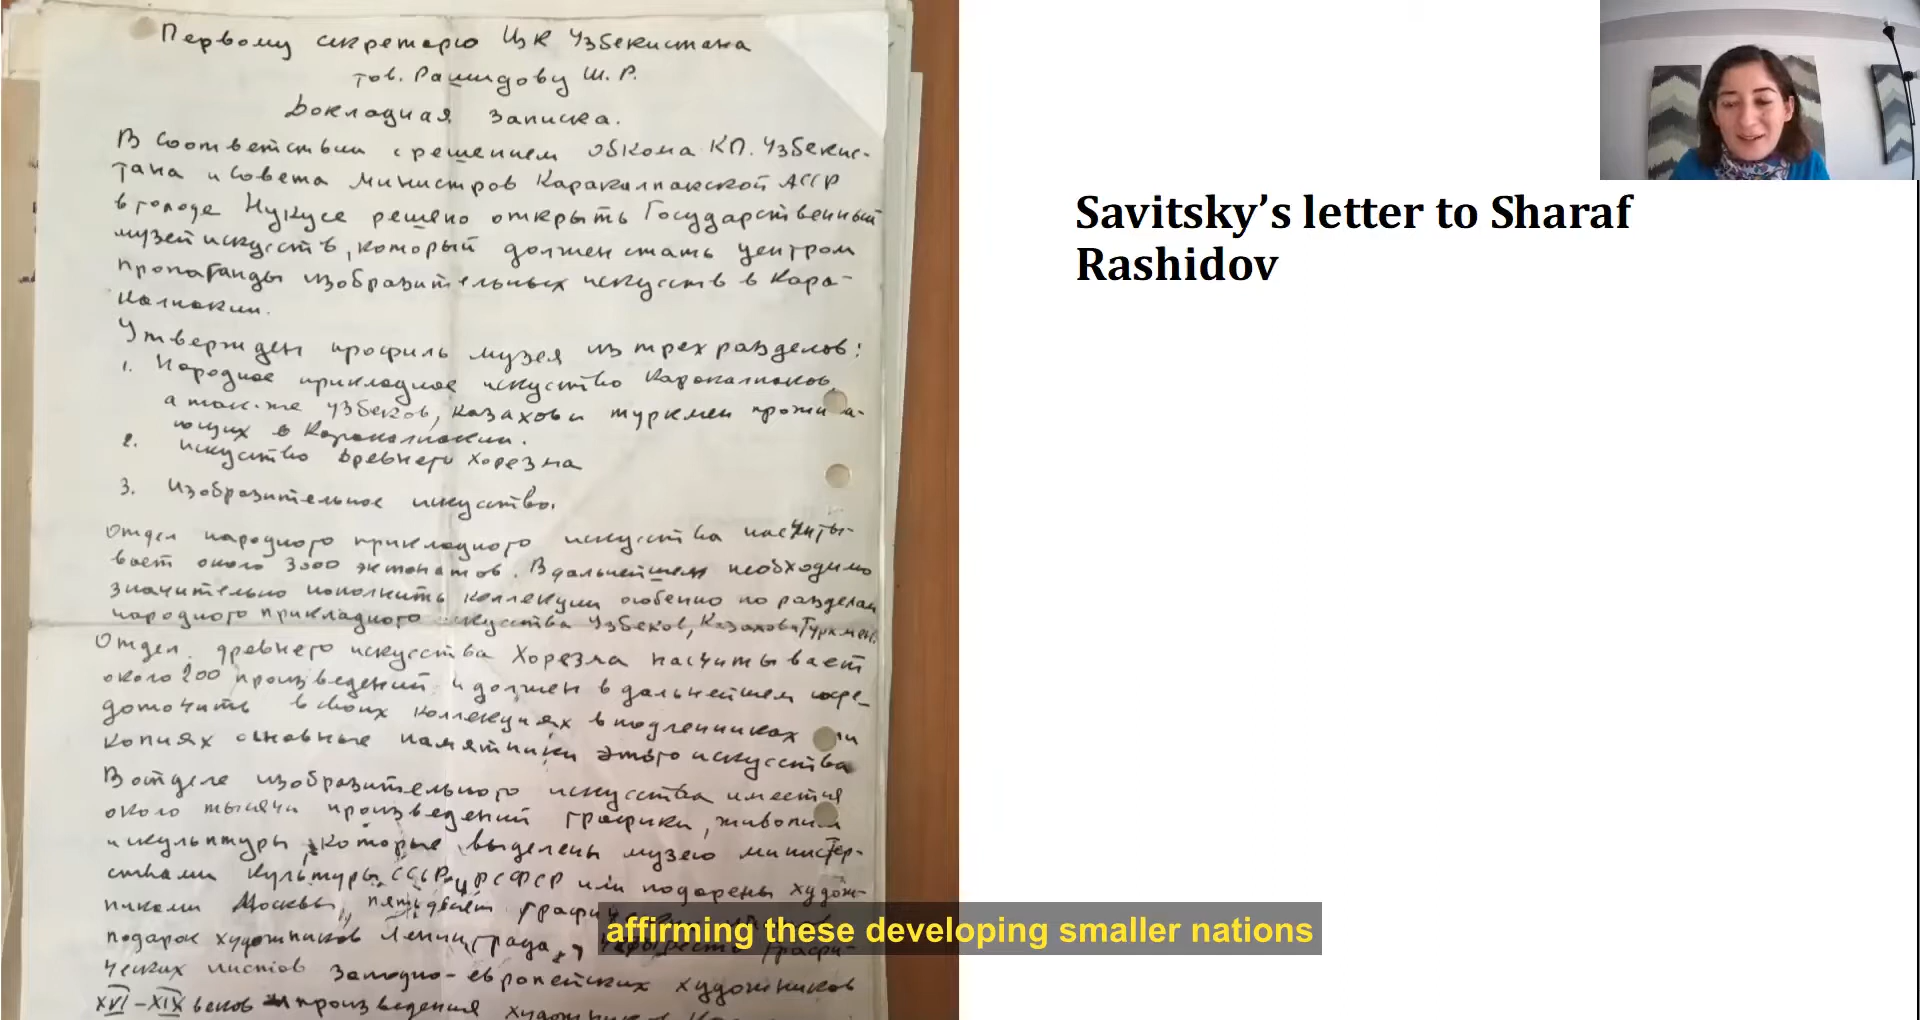 Первому секретарю ЦК Узбекистана
тов. Рашидову Ш. Р.
Докладная записка.
В соответствии с решением обкома КП. Узбекис-
тана и Совета министров Каракалпакской АССР
в городе Нукусе решено открыть Государственный
музей искусств, который должен стать центром
пропаганды изобразительных искусств в Кара-
калпакии.
Утвержден профиль музея из трех разделов:
1. Народное прикладное искусство Каракалпаков,
а так-же узбеков, казахов и туркмен прожи а-
ющих в Каракалпакии.
2. искусство древнего Хорезма
3. Изобразительное искусство.
Отдел народного прикладного искусства насчиты-
вает около 3000 экспонатов. В дальнейшем необходимо
значительно пополнить коллекции особенно по разделам
народного прикладного искусства Узбеков, Казахов и Туркмен.
Отдел древнего искусства Хорезма насчитывает
около 200 произведений и должен в дальнейшем сосре-
доточить в своих коллекциях в подлинниках или
копиях основные памятники этого искусства
В отделе изобразительного искусства имеется
около тысячи произведений графики, живописи
и скульптуры, которые выделены музею министер-
ствами культуры СССР и РСФСР или подарены худож-
никами Москвы,
подарок художников Ленинграда,
ческих листов западно-европейских художников
XVI–XIX веков и произведения
Savitsky’s letter to Sharaf
Rashidov
affirming these developing smaller nations